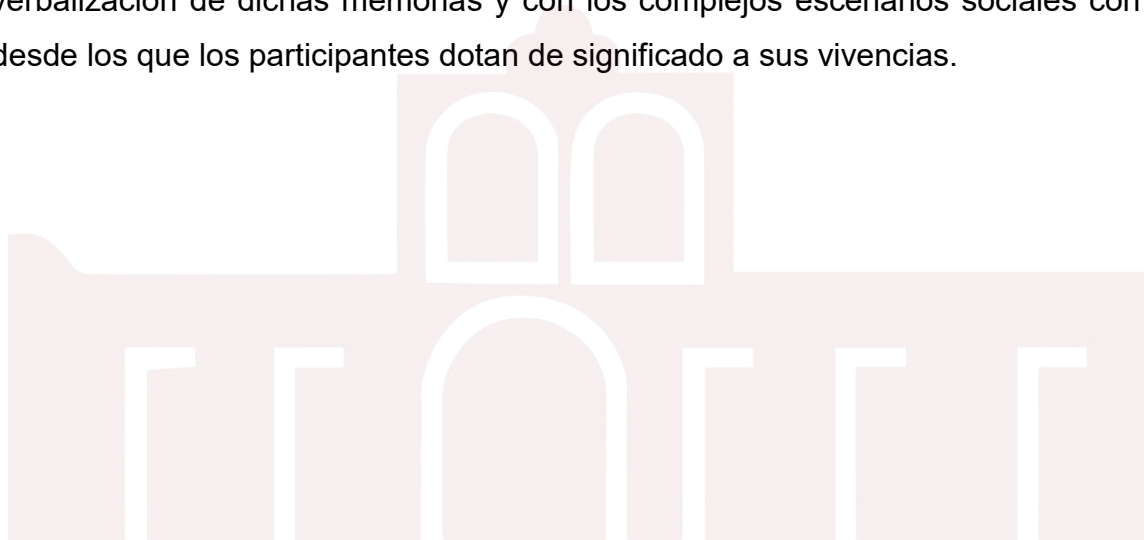 verbalización de dichas memorias y con los complejos escenarios sociales con
desde los que los participantes dotan de significado a sus vivencias.